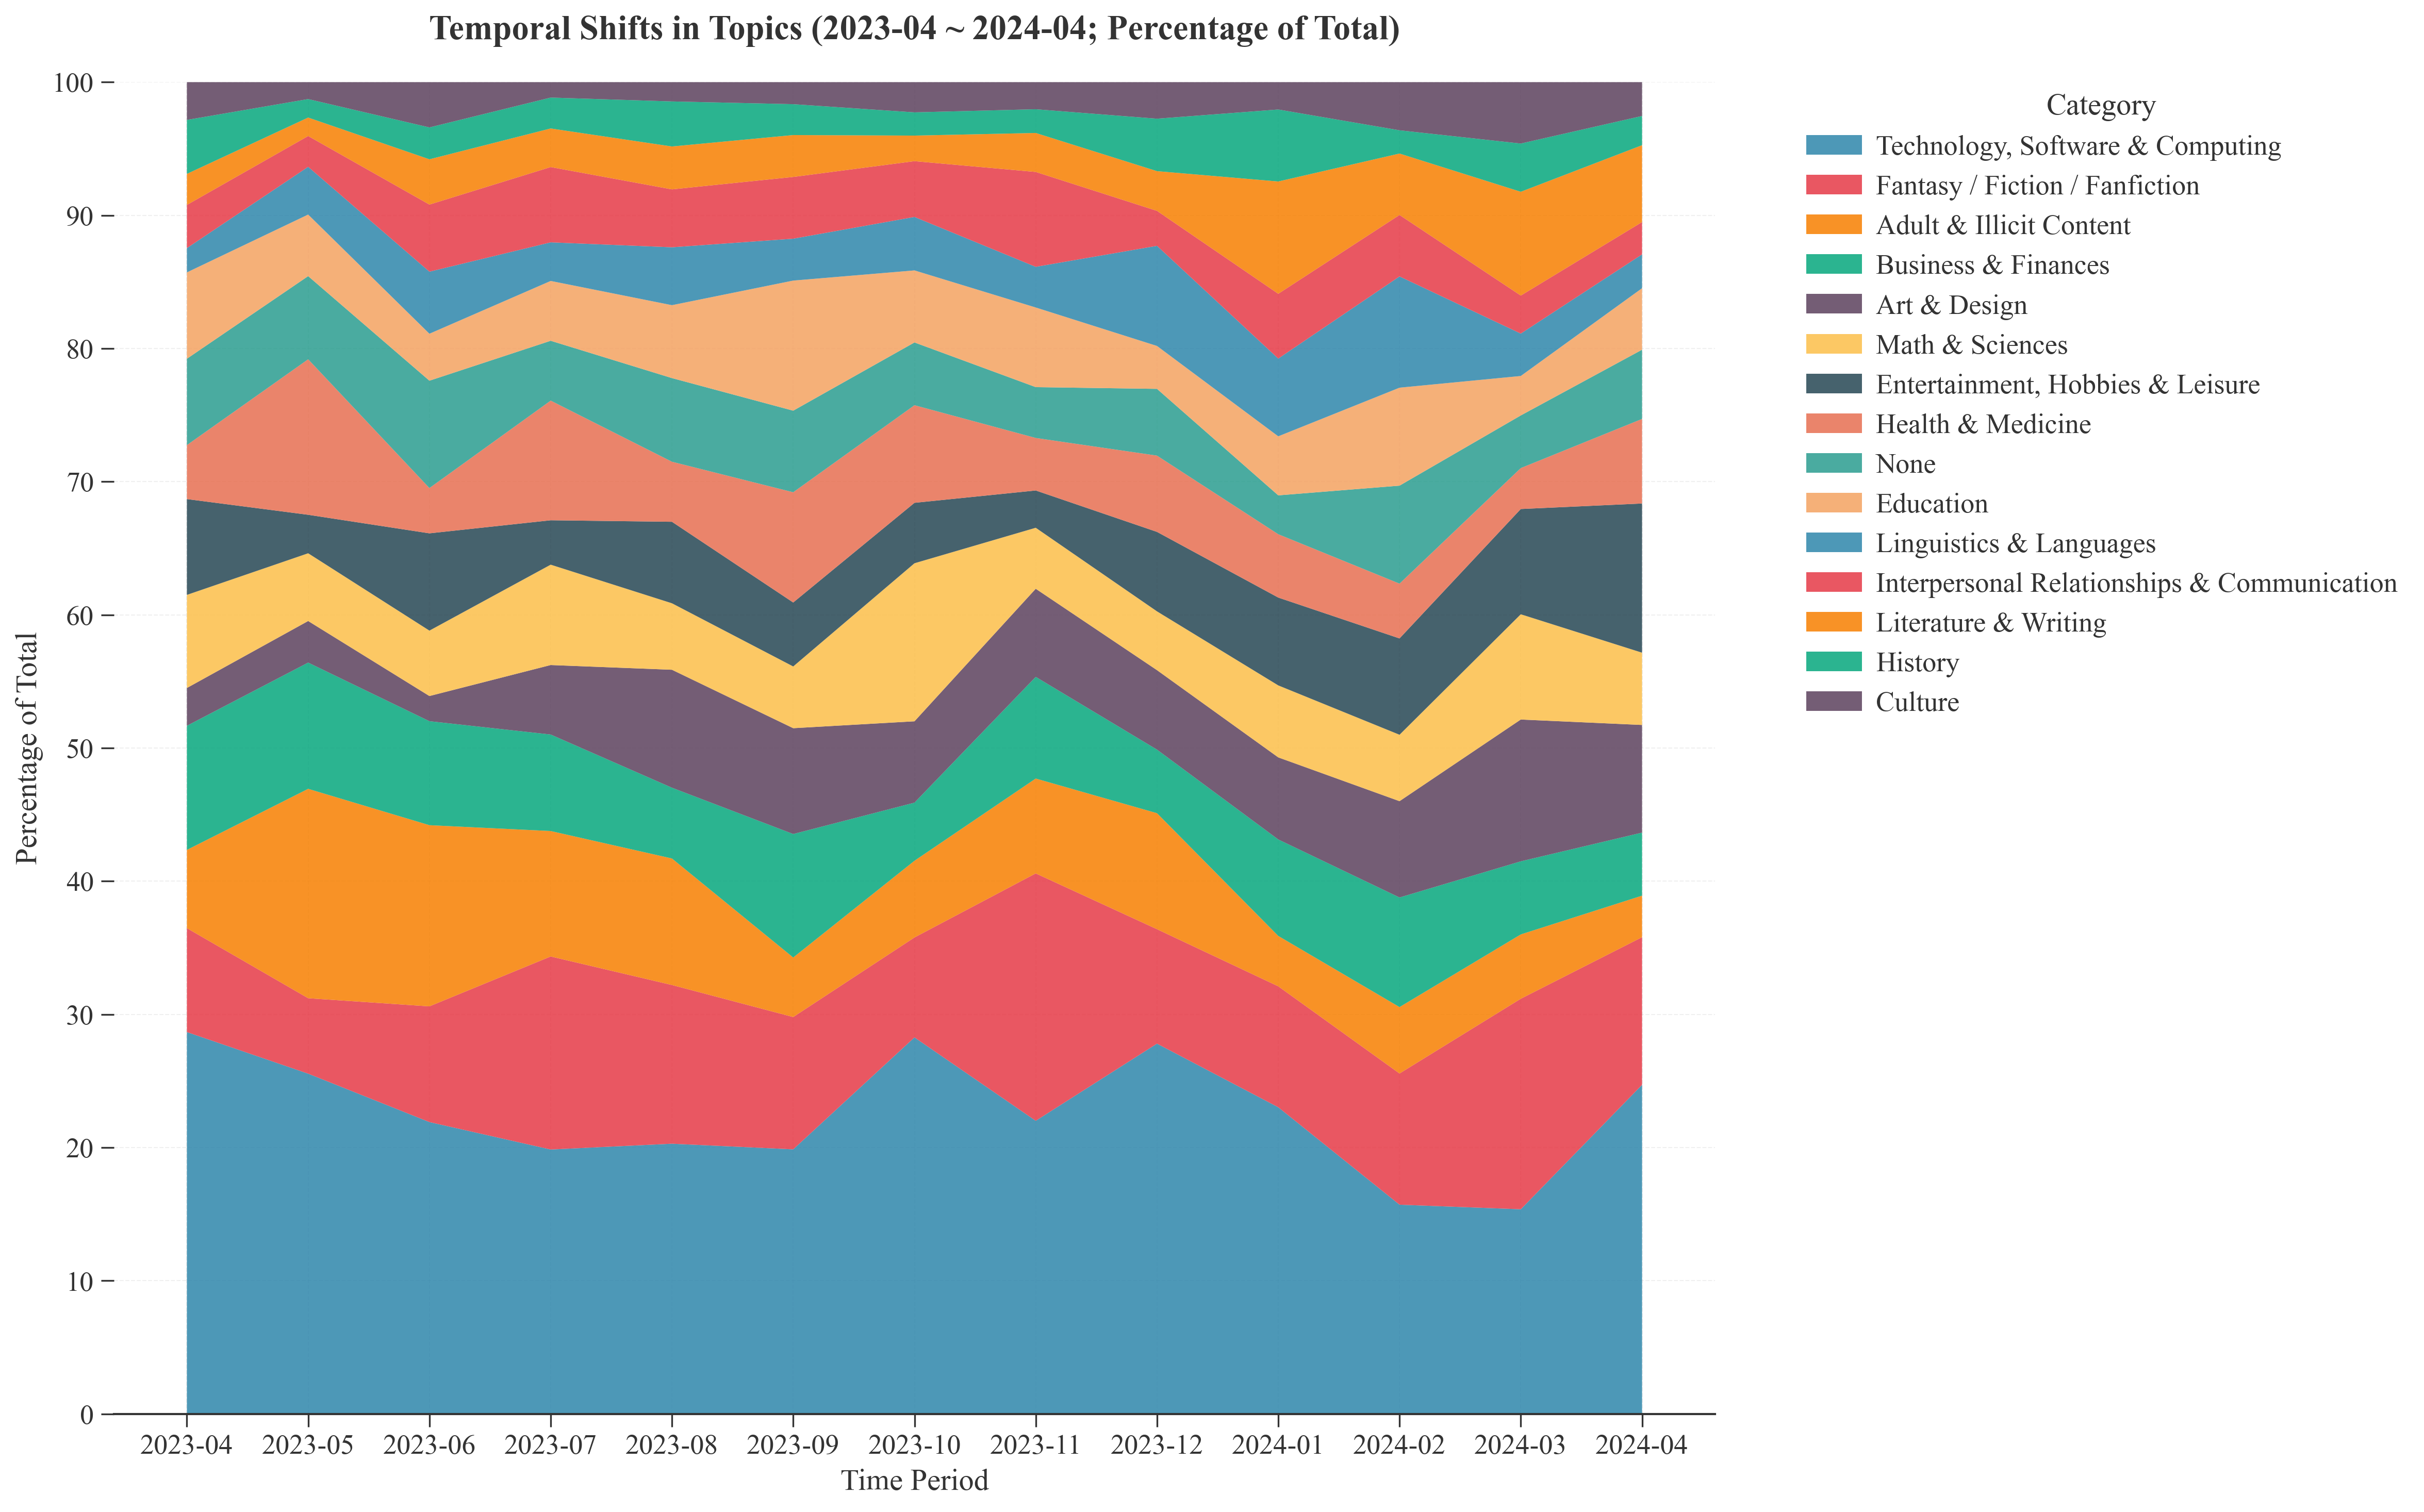 Temporal Shifts in Topics (2023-04 ~ 2024-04; Percentage of Total)
Percentage of Total
100
90
80
70
60
50
40
30
20
10
0
2023-04 2023-05 2023-06 2023-07 2023-08 2023-09 2023-10 2023-11 2023-12 2024-01 2024-02 2024-03 2024-04
Time Period
Category
Technology, Software & Computing
Fantasy / Fiction / Fanfiction
Adult & Illicit Content
Business & Finances
Art & Design
Math & Sciences
Entertainment, Hobbies & Leisure
Health & Medicine
None
Education
Linguistics & Languages
Interpersonal Relationships & Communication
Literature & Writing
History
Culture